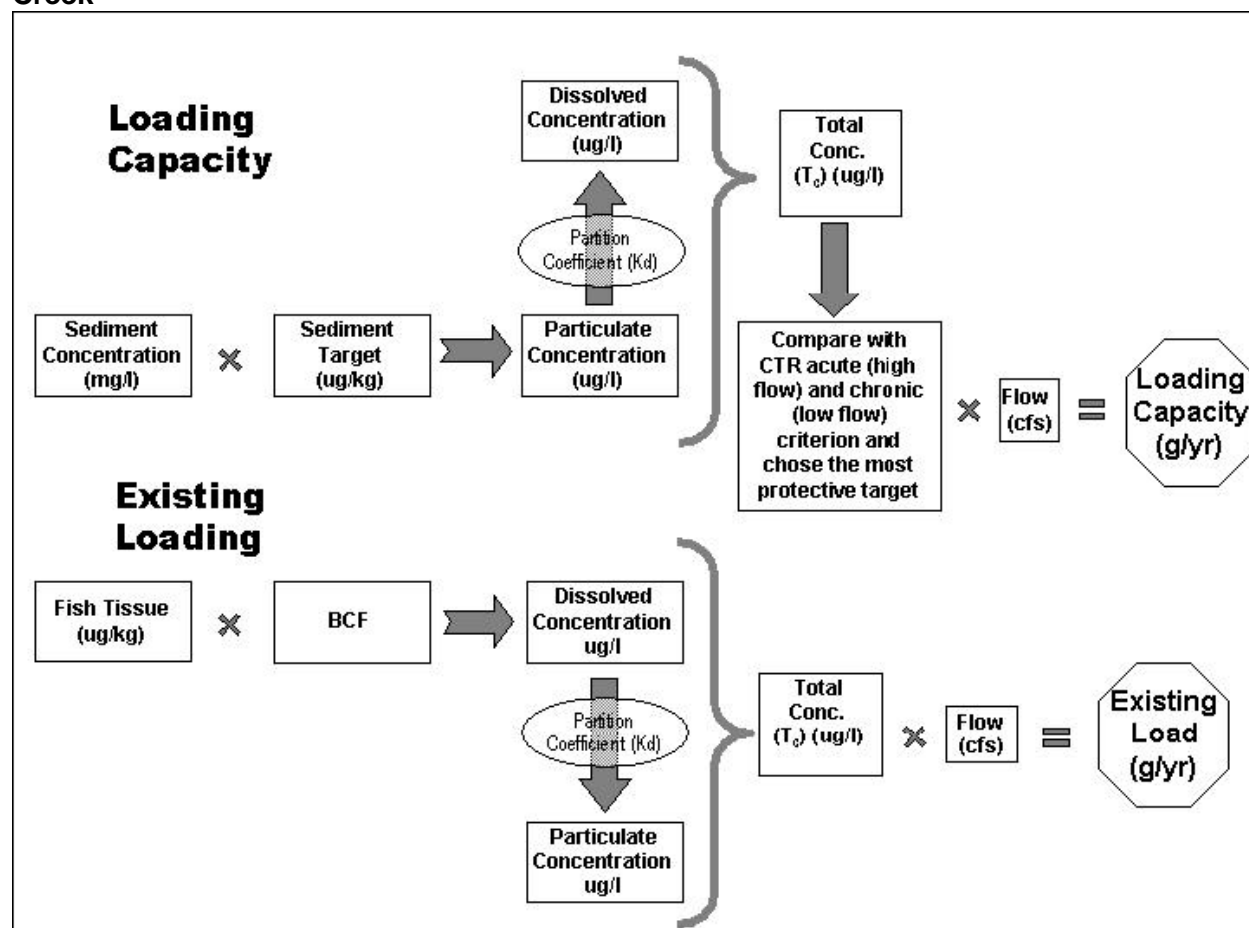 Creek
Loading
Capacity
Dissolved
Concentration
(ug/l)
Total
Conc.
(Tc) (ug/l)
Partition
Coefficient (Kd)
Sediment
Concentration
(mg/l)
×
Sediment
Target
(ug/kg)
Particulate
Concentration
(ug/l)
Compare with
CTR acute (high
flow) and chronic
(low flow)
criterion and
chose the most
protective target
×
Flow
(cfs)
=
Loading
Capacity
(g/yr)
Existing
Loading
Fish Tissue
(ug/kg)
×
BCF
Dissolved
Concentration
ug/l
Partition
Coefficient (Kd)
Particulate
Concentration
ug/l
Total
Conc.
(Tc) (ug/l)
×
Flow
(cfs)
=
Existing
Load
(g/yr)